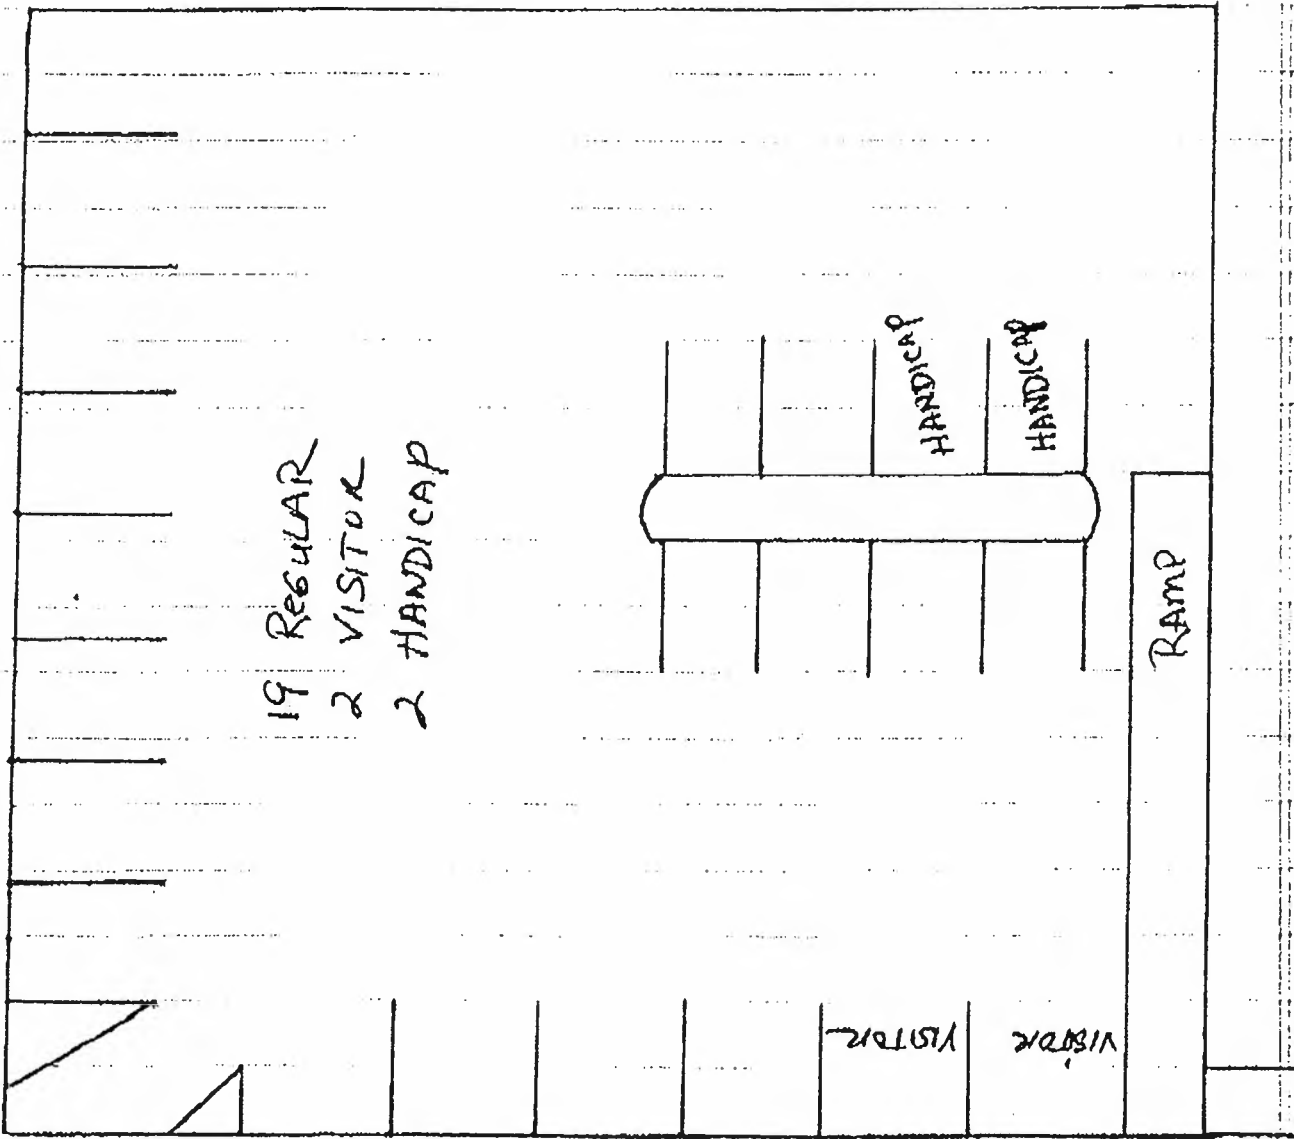 19 REGULAR
2 VISITOR
2 HANDICAP
HANDICAP
HANDICAP
RAMP
VISITOR
VISITOR